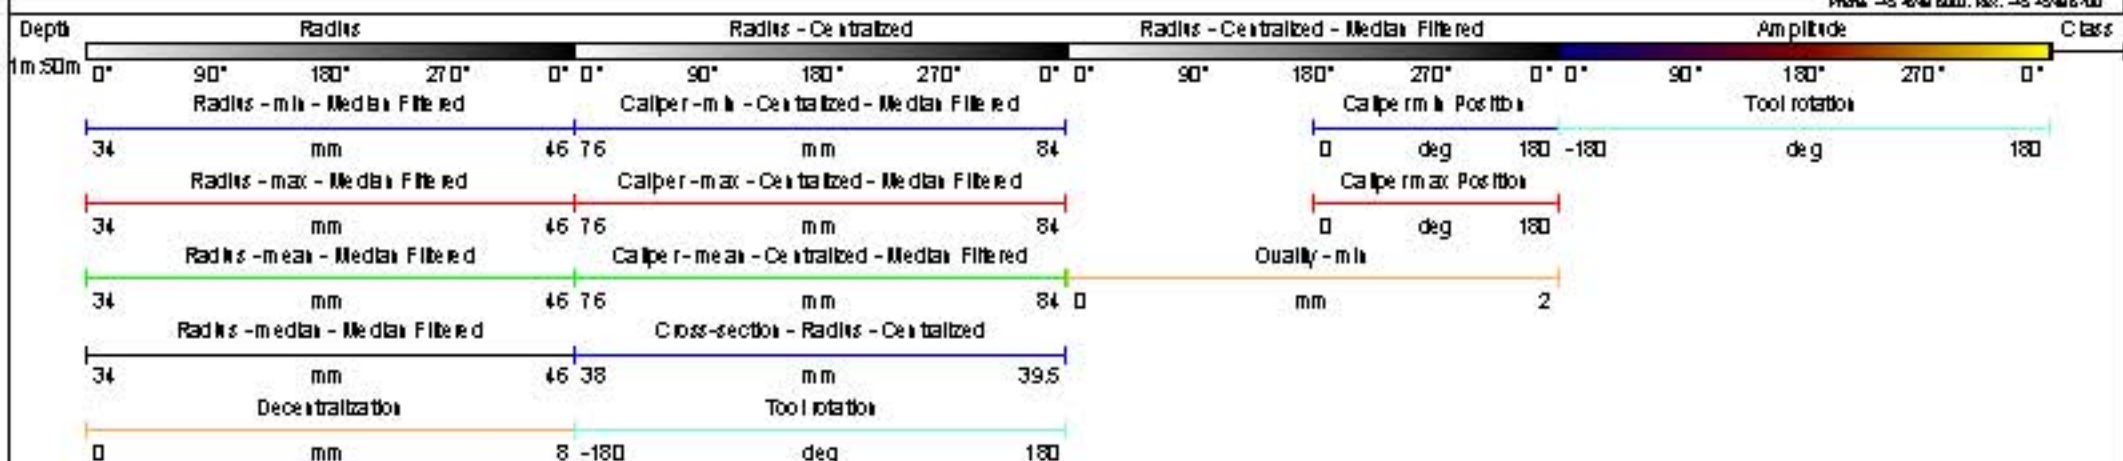 Depth Radius Radius - Centralized Radius - Centralized - Median Filtered Amplitude Class
1m:50m 0° 90° 180° 270° 0° 0° 90° 180° 270° 0° 0° 90° 180° 270° 0° 0° 90° 180° 270° 0°
Radius - min - Median Filtered Caliper - min - Centralized - Median Filtered Caliper min Position Tool rotation
34 mm 46 76 mm 84 0 deg 180 -180 deg 180
Radius - max - Median Filtered Caliper - max - Centralized - Median Filtered Caliper max Position
34 mm 46 76 mm 84 0 deg 180
Radius - mean - Median Filtered Caliper - mean - Centralized - Median Filtered Quality - min
34 mm 46 76 mm 84 0 mm 2
Radius - median - Median Filtered Cross-section - Radius - Centralized
34 mm 46 38 mm 39.5
Decentralization Tool rotation
0 mm 8 -180 deg 180